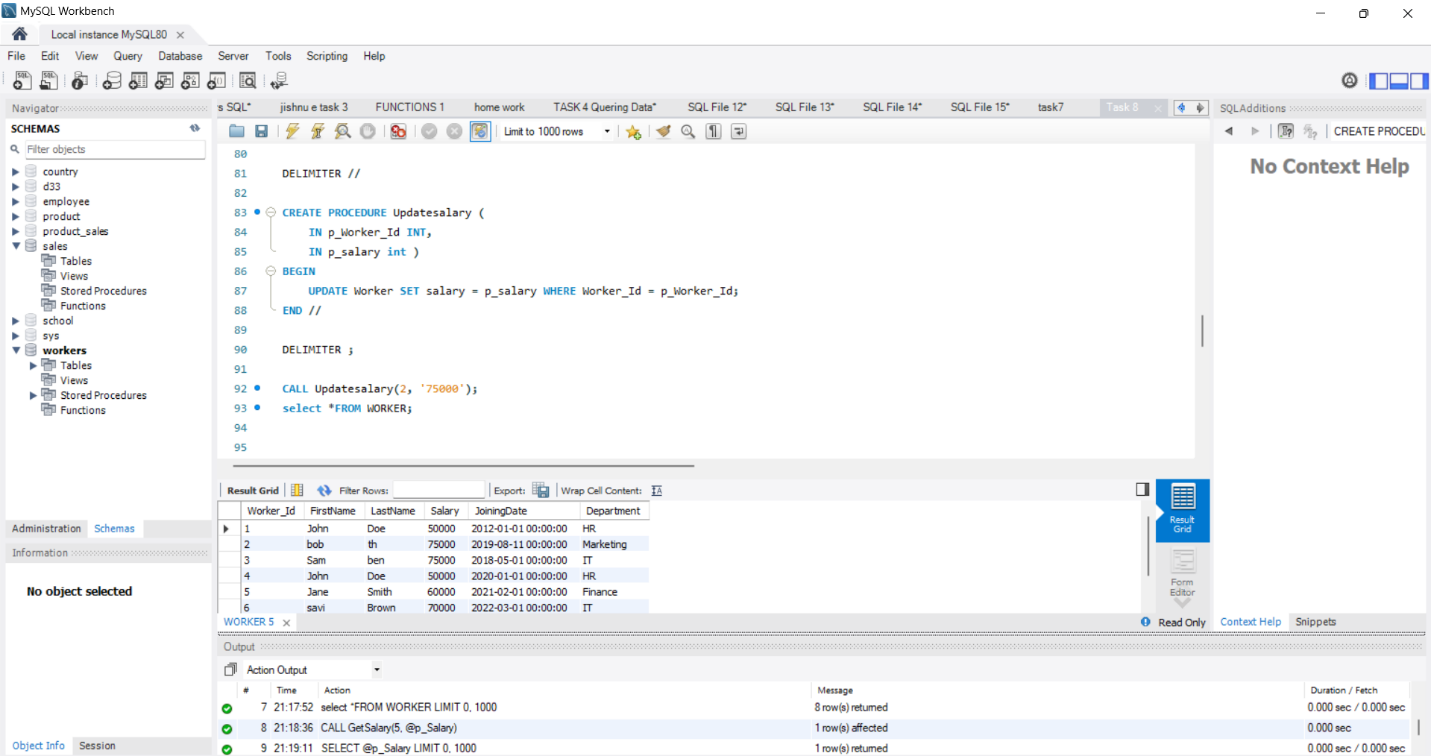 MySQL Workbench
Local instance MySQL80
File Edit View Query Database Server Tools Scripting Help
Navigator
SCHEMAS
Filter objects
country
d33
employee
product
product_sales
sales
Tables
Views
Stored Procedures
Functions
school
sys
workers
Tables
Views
Stored Procedures
Functions
Administration Schemas
Information
No object selected
Object Info Session
s SQL* jishnu e task 3 FUNCTIONS 1 home work TASK 4 Quering Data* SQL File 12* SQL File 13* SQL File 14* SQL File 15* task7 Task 8
Limit to 1000 rows
80
81 DELIMITER //
82
83 CREATE PROCEDURE Updatesalary (
84 IN p_Worker_Id INT,
85 IN p_salary int )
86 BEGIN
87 UPDATE Worker SET salary = p_salary WHERE Worker_Id = p_Worker_Id;
88 END //
89
90 DELIMITER ;
91
92 CALL Updatesalary(2, '75000');
93 select *FROM WORKER;
94
95
Result Grid Filter Rows: Export: Wrap Cell Content:
Worker_Id FirstName LastName Salary JoiningDate Department
1 John Doe 50000 2012-01-01 00:00:00 HR
2 bob th 75000 2019-08-11 00:00:00 Marketing
3 Sam ben 75000 2018-05-01 00:00:00 IT
4 John Doe 50000 2020-01-01 00:00:00 HR
5 Jane Smith 60000 2021-02-01 00:00:00 Finance
6 savi Brown 70000 2022-03-01 00:00:00 IT
Result
Grid
Form
Editor
WORKER 5
Read Only
SQLAdditions
CREATE PROCEDU
No Context Help
Context Help Snippets
Output
Action Output
# Time Action Message Duration / Fetch
7 21:17:52 select *FROM WORKER LIMIT 0, 1000 8 row(s) returned 0.000 sec / 0.000 sec
8 21:18:36 CALL GetSalary(5, @p_Salary) 1 row(s) affected 0.000 sec
9 21:19:11 SELECT @p_Salary LIMIT 0, 1000 1 row(s) returned 0.000 sec / 0.000 sec